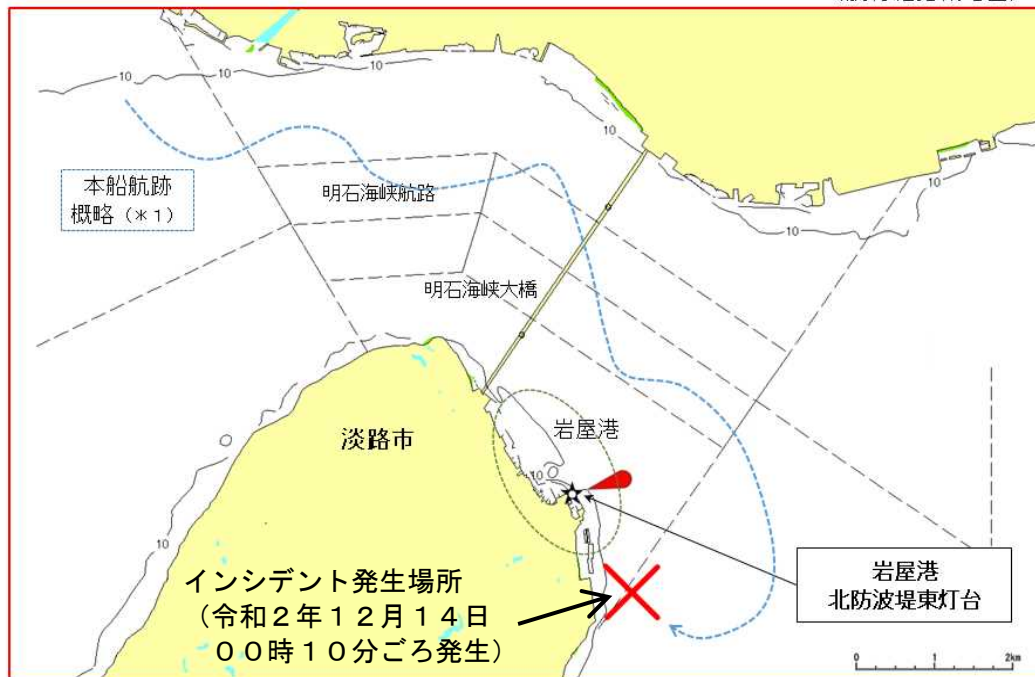 10
10
10
10
10
10
10
本船航跡
概略（＊１）
明石海峡航路
明石海峡大橋
岩屋港
淡路市
岩屋港
北防波堤東灯台
インシデント発生場所
（令和２年１２月１４日
００時１０分ごろ発生）
0 1 2km